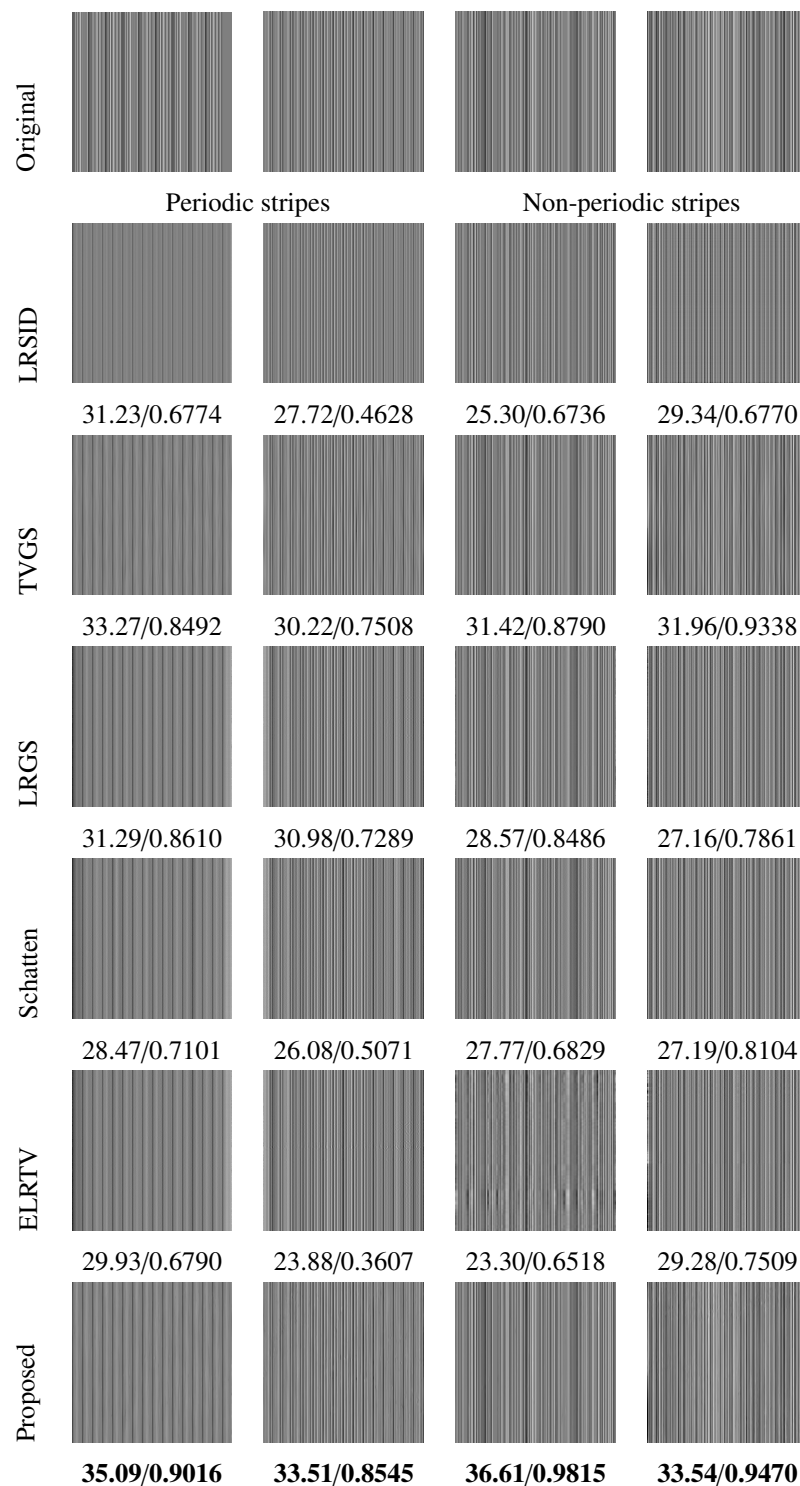 Original
Periodic stripes
Non-periodic stripes
LRSID
31.23/0.6774 27.72/0.4628 25.30/0.6736 29.34/0.6770
TVGS
33.27/0.8492 30.22/0.7508 31.42/0.8790 31.96/0.9338
LRGS
31.29/0.8610 30.98/0.7289 28.57/0.8486 27.16/0.7861
Schatten
28.47/0.7101 26.08/0.5071 27.77/0.6829 27.19/0.8104
ELRTV
29.93/0.6790 23.88/0.3607 23.30/0.6518 29.28/0.7509
Proposed
35.09/0.9016 33.51/0.8545 36.61/0.9815 33.54/0.9470